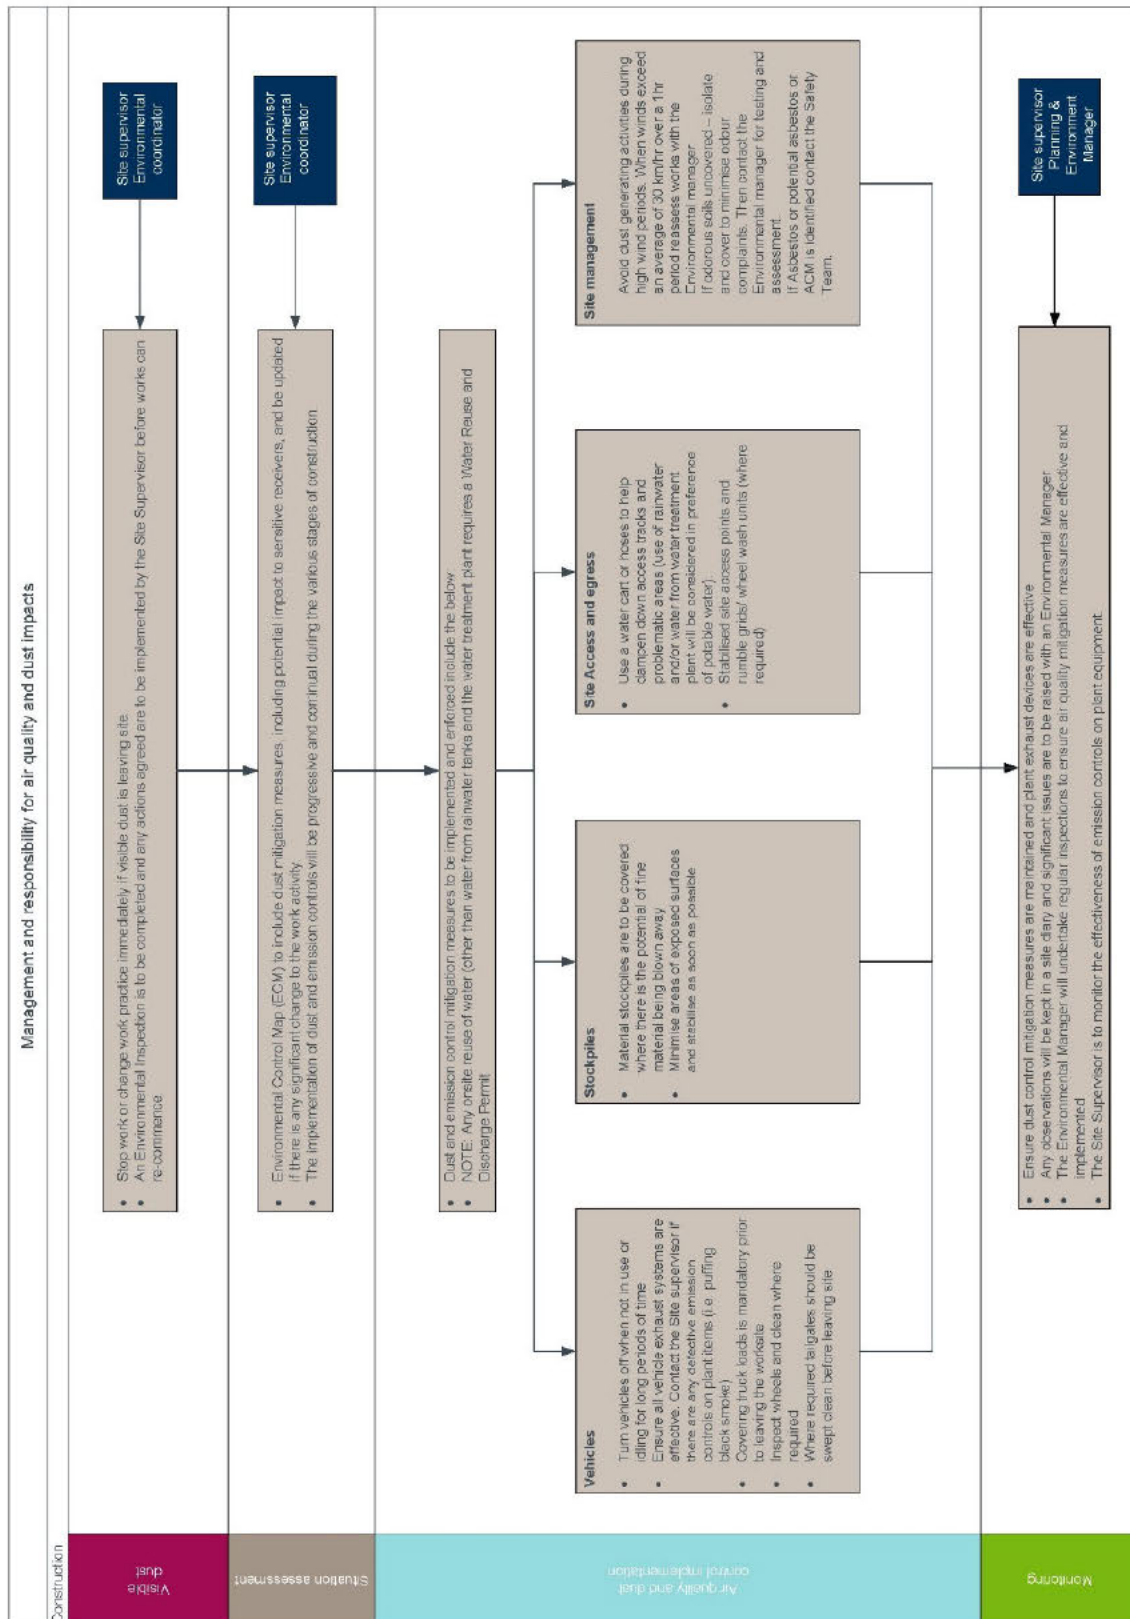 Management and responsibility for air quality and dust impacts
Construction
Visible
dust
• Stop work or change work practice immediately if visible dust is leaving site
• An Environmental Inspection is to be completed and any actions agreed are to be implemented by the Site Supervisor before works can
re-commence
Site supervisor
Environmental
coordinator
Situation assessment
• Environmental Control Map (ECM) to include dust mitigation measures, including potential impact to sensitive receivers, and be updated
if there is any significant change to the work activity.
• The implementation of dust and emission controls will be progressive and continual during the various stages of construction
Site supervisor
Environmental
coordinator
Air quality and dust
control implementation
• Dust and emission control mitigation measures to be implemented and enforced include the below
• NOTE: Any onsite reuse of water (other than water from rainwater tanks and the water treatment plant requires a Water Reuse and
Discharge Permit
Vehicles
• Turn vehicles off when not in use or
idling for long periods of time
• Ensure all vehicle exhaust systems are
effective. Contact the Site supervisor if
there are any defective emission
controls on plant items (i.e. puffing
black smoke)
• Covering truck loads is mandatory prior
to leaving the worksite
• Inspect wheels and clean where
required
• Where required tailgates should be
swept clean before leaving site
Stockpiles
• Material stockpiles are to be covered
where there is the potential of fine
material being blown away
• Minimise areas of exposed surfaces
and stabilise as soon as possible
Site Access and egress
• Use a water cart or hoses to help
dampen down access tracks and
problematic areas (use of rainwater
and/or water from water treatment
plant will be considered in preference
of potable water)
• Stabilised site access points and
rumble grids/ wheel wash units (where
required)
Site management
Avoid dust generating activities during
high wind periods. When winds exceed
an average of 30 km/hr over a 1hr
period reassess works with the
Environmental manager
If odorous soils uncovered – isolate
and cover to minimise odour
complaints. Then contact the
Environmental manager for testing and
assessment.
If Asbestos or potential asbestos or
ACM is identified contact the Safety
Team.
Monitoring
• Ensure dust control mitigation measures are maintained and plant exhaust devices are effective
• Any observations will be kept in a site diary and significant issues are to be raised with an Environmental Manager
• The Environmental Manager will undertake regular inspections to ensure air quality mitigation measures are effective and
implemented
• The Site Supervisor is to monitor the effectiveness of emission controls on plant equipment.
Site supervisor
Planning &
Environment
Manager